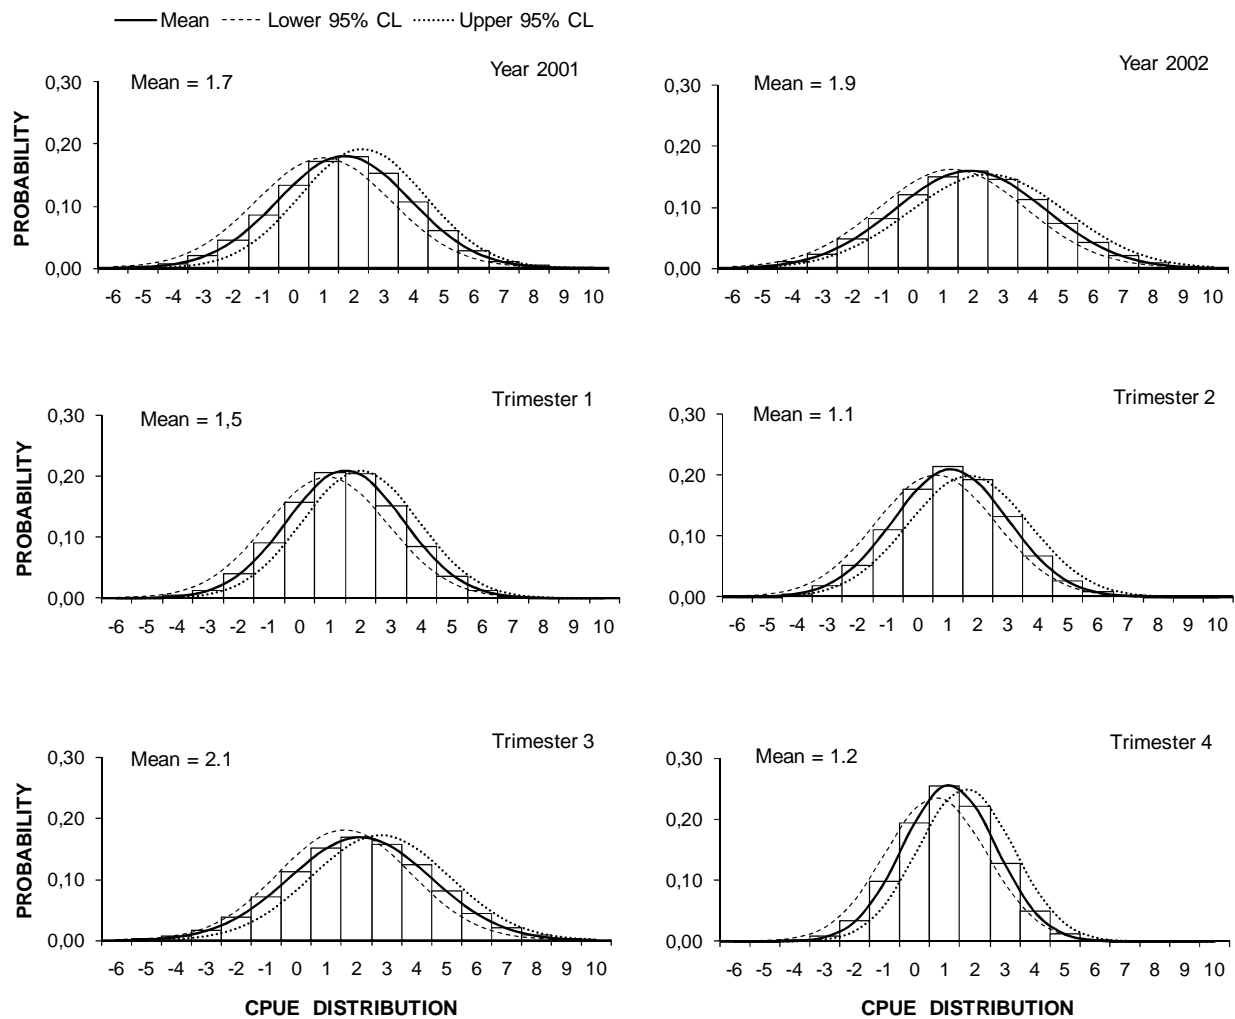 Mean Lower 95% CL Upper 95% CL
Year 2001
Mean = 1.7
PROBABILITY
0,30
0,20
0,10
0,00
-6 -5 -4 -3 -2 -1 0 1 2 3 4 5 6 7 8 9 10
Year 2002
Mean = 1.9
0,30
0,20
0,10
0,00
-6 -5 -4 -3 -2 -1 0 1 2 3 4 5 6 7 8 9 10
Trimester 1
Mean = 1,5
PROBABILITY
0,30
0,20
0,10
0,00
-6 -5 -4 -3 -2 -1 0 1 2 3 4 5 6 7 8 9 10
Trimester 2
Mean = 1.1
0,30
0,20
0,10
0,00
-6 -5 -4 -3 -2 -1 0 1 2 3 4 5 6 7 8 9 10
Trimester 3
Mean = 2.1
PROBABILITY
0,30
0,20
0,10
0,00
-6 -5 -4 -3 -2 -1 0 1 2 3 4 5 6 7 8 9 10
CPUE DISTRIBUTION
Trimester 4
Mean = 1.2
0,30
0,20
0,10
0,00
-6 -5 -4 -3 -2 -1 0 1 2 3 4 5 6 7 8 9 10
CPUE DISTRIBUTION